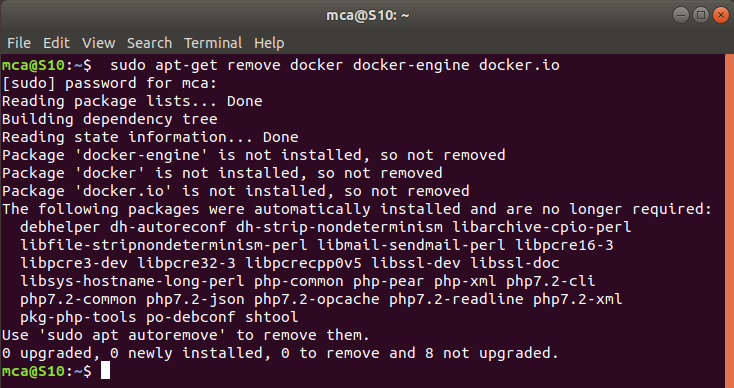 mca@S10: ~
File Edit View Search Terminal Help
mca@S10:~$  sudo apt-get remove docker docker-engine docker.io
[sudo] password for mca:
Reading package lists... Done
Building dependency tree
Reading state information... Done
Package 'docker-engine' is not installed, so not removed
Package 'docker' is not installed, so not removed
Package 'docker.io' is not installed, so not removed
The following packages were automatically installed and are no longer required:
  debhelper dh-autoreconf dh-strip-nondeterminism libarchive-cpio-perl
  libfile-stripnondeterminism-perl libmail-sendmail-perl libpcre16-3
  libpcre3-dev libpcre32-3 libpcrecpp0v5 libssl-dev libssl-doc
  libsys-hostname-long-perl php-common php-pear php-xml php7.2-cli
  php7.2-common php7.2-json php7.2-opcache php7.2-readline php7.2-xml
  pkg-php-tools po-debconf shtool
Use 'sudo apt autoremove' to remove them.
0 upgraded, 0 newly installed, 0 to remove and 8 not upgraded.
mca@S10:~$